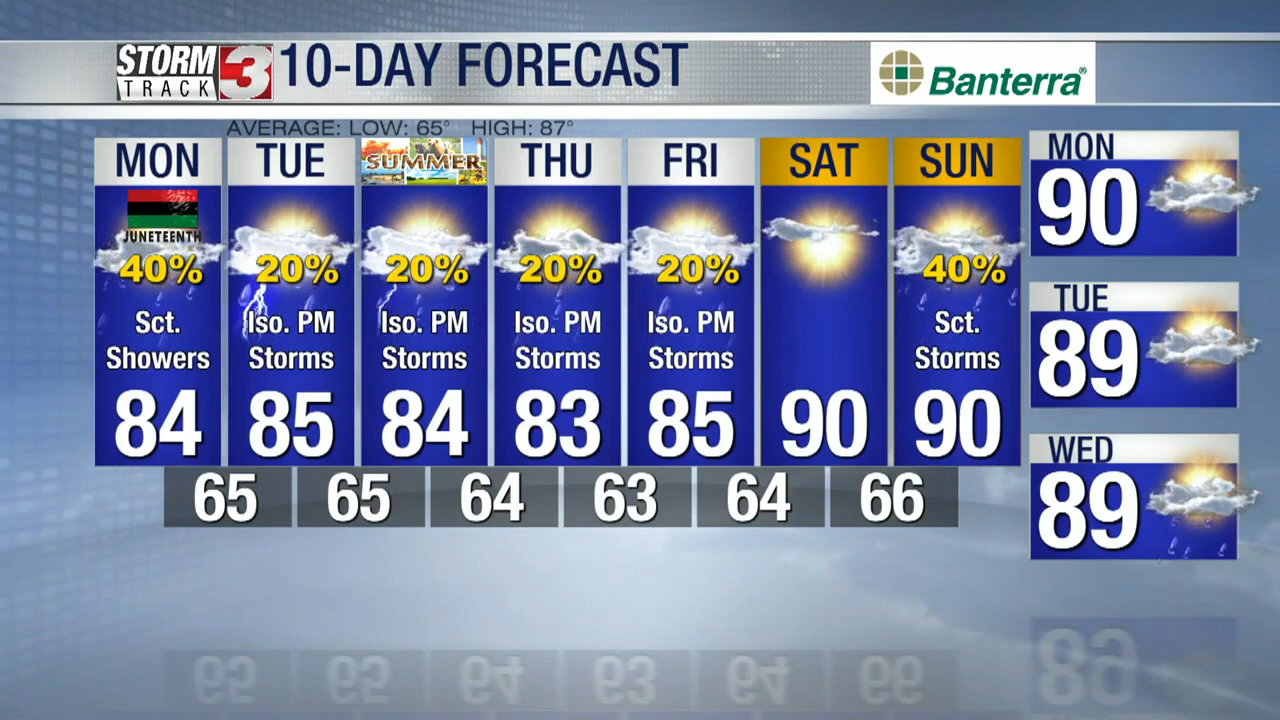 STORM
TRACK
3
10-DAY FORECAST
Banterra®
AVERAGE: LOW: 65° HIGH: 87°
MON
JUNETEENTH
40%
Sct.
Showers
84
TUE
20%
Iso. PM
Storms
85
SUMMER
20%
Iso. PM
Storms
84
THU
20%
Iso. PM
Storms
83
FRI
20%
Iso. PM
Storms
85
SAT
90
SUN
40%
Sct.
Storms
90
65
65
64
63
64
66
MON
90
TUE
89
WED
89